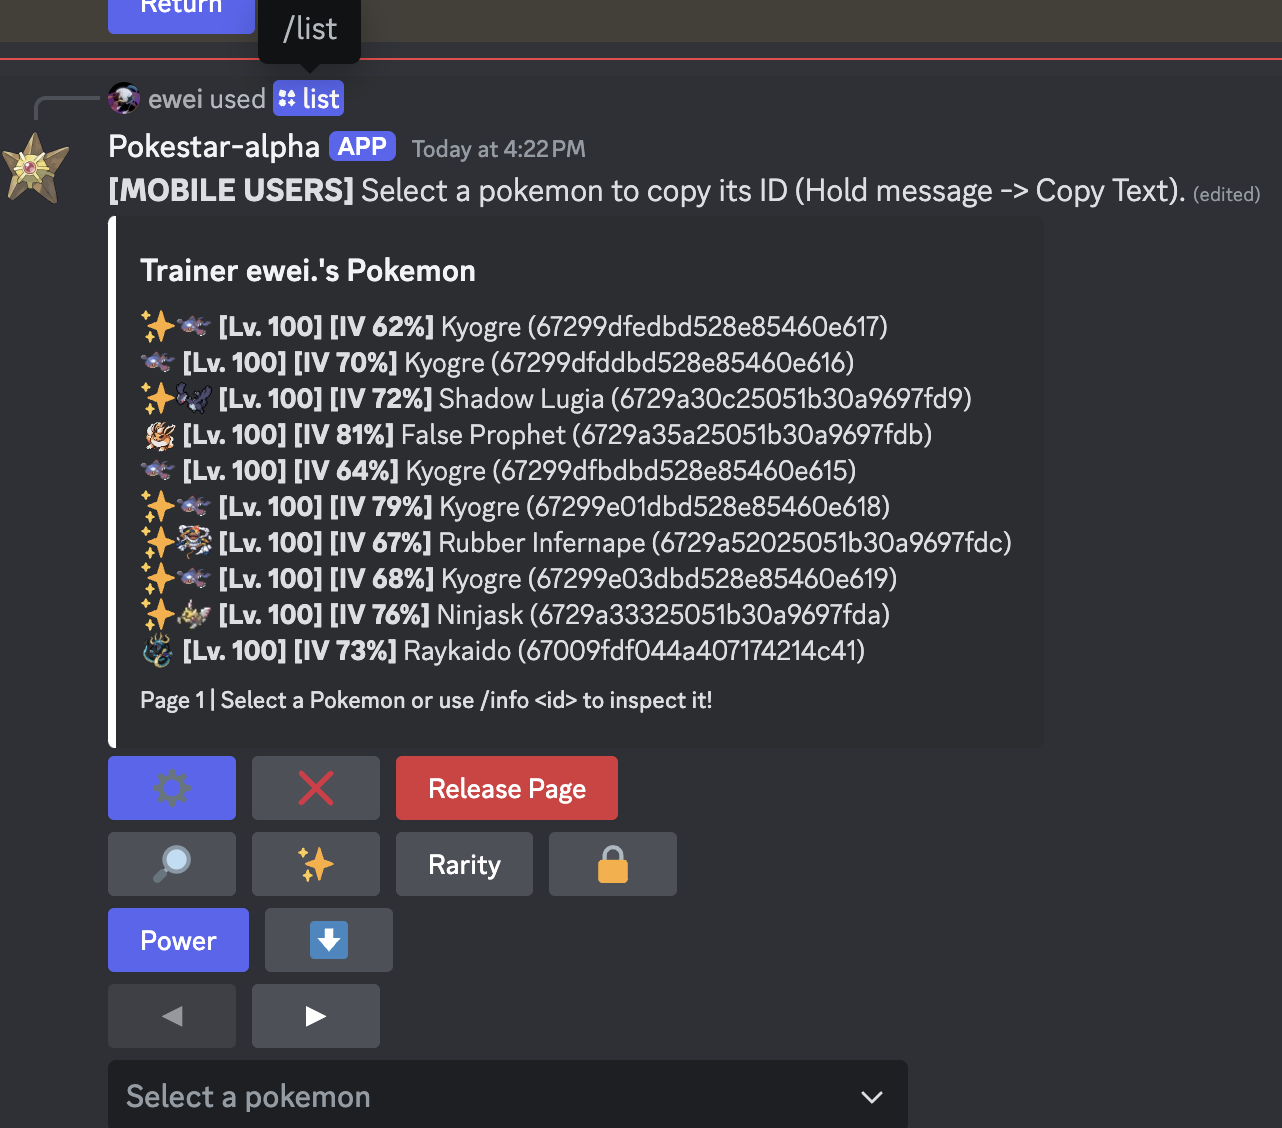 Return
/list
ewei used list
Pokestar-alpha APP Today at 4:22 PM
[MOBILE USERS] Select a pokemon to copy its ID (Hold message -> Copy Text). (edited)
Trainer ewei.'s Pokemon
[Lv. 100] [IV 62%] Kyogre (67299dfedbd528e85460e617)
[Lv. 100] [IV 70%] Kyogre (67299dfddbd528e85460e616)
[Lv. 100] [IV 72%] Shadow Lugia (6729a30c25051b30a9697fd9)
[Lv. 100] [IV 81%] False Prophet (6729a35a25051b30a9697fdb)
[Lv. 100] [IV 64%] Kyogre (67299dfbdbd528e85460e615)
[Lv. 100] [IV 79%] Kyogre (67299e01dbd528e85460e618)
[Lv. 100] [IV 67%] Rubber Infernape (6729a52025051b30a9697fdc)
[Lv. 100] [IV 68%] Kyogre (67299e03dbd528e85460e619)
[Lv. 100] [IV 76%] Ninjask (6729a33325051b30a9697fda)
[Lv. 100] [IV 73%] Raykaido (67009fdf044a407174214c41)
Page 1 | Select a Pokemon or use /info <id> to inspect it!
Release Page
Rarity
Power
Select a pokemon